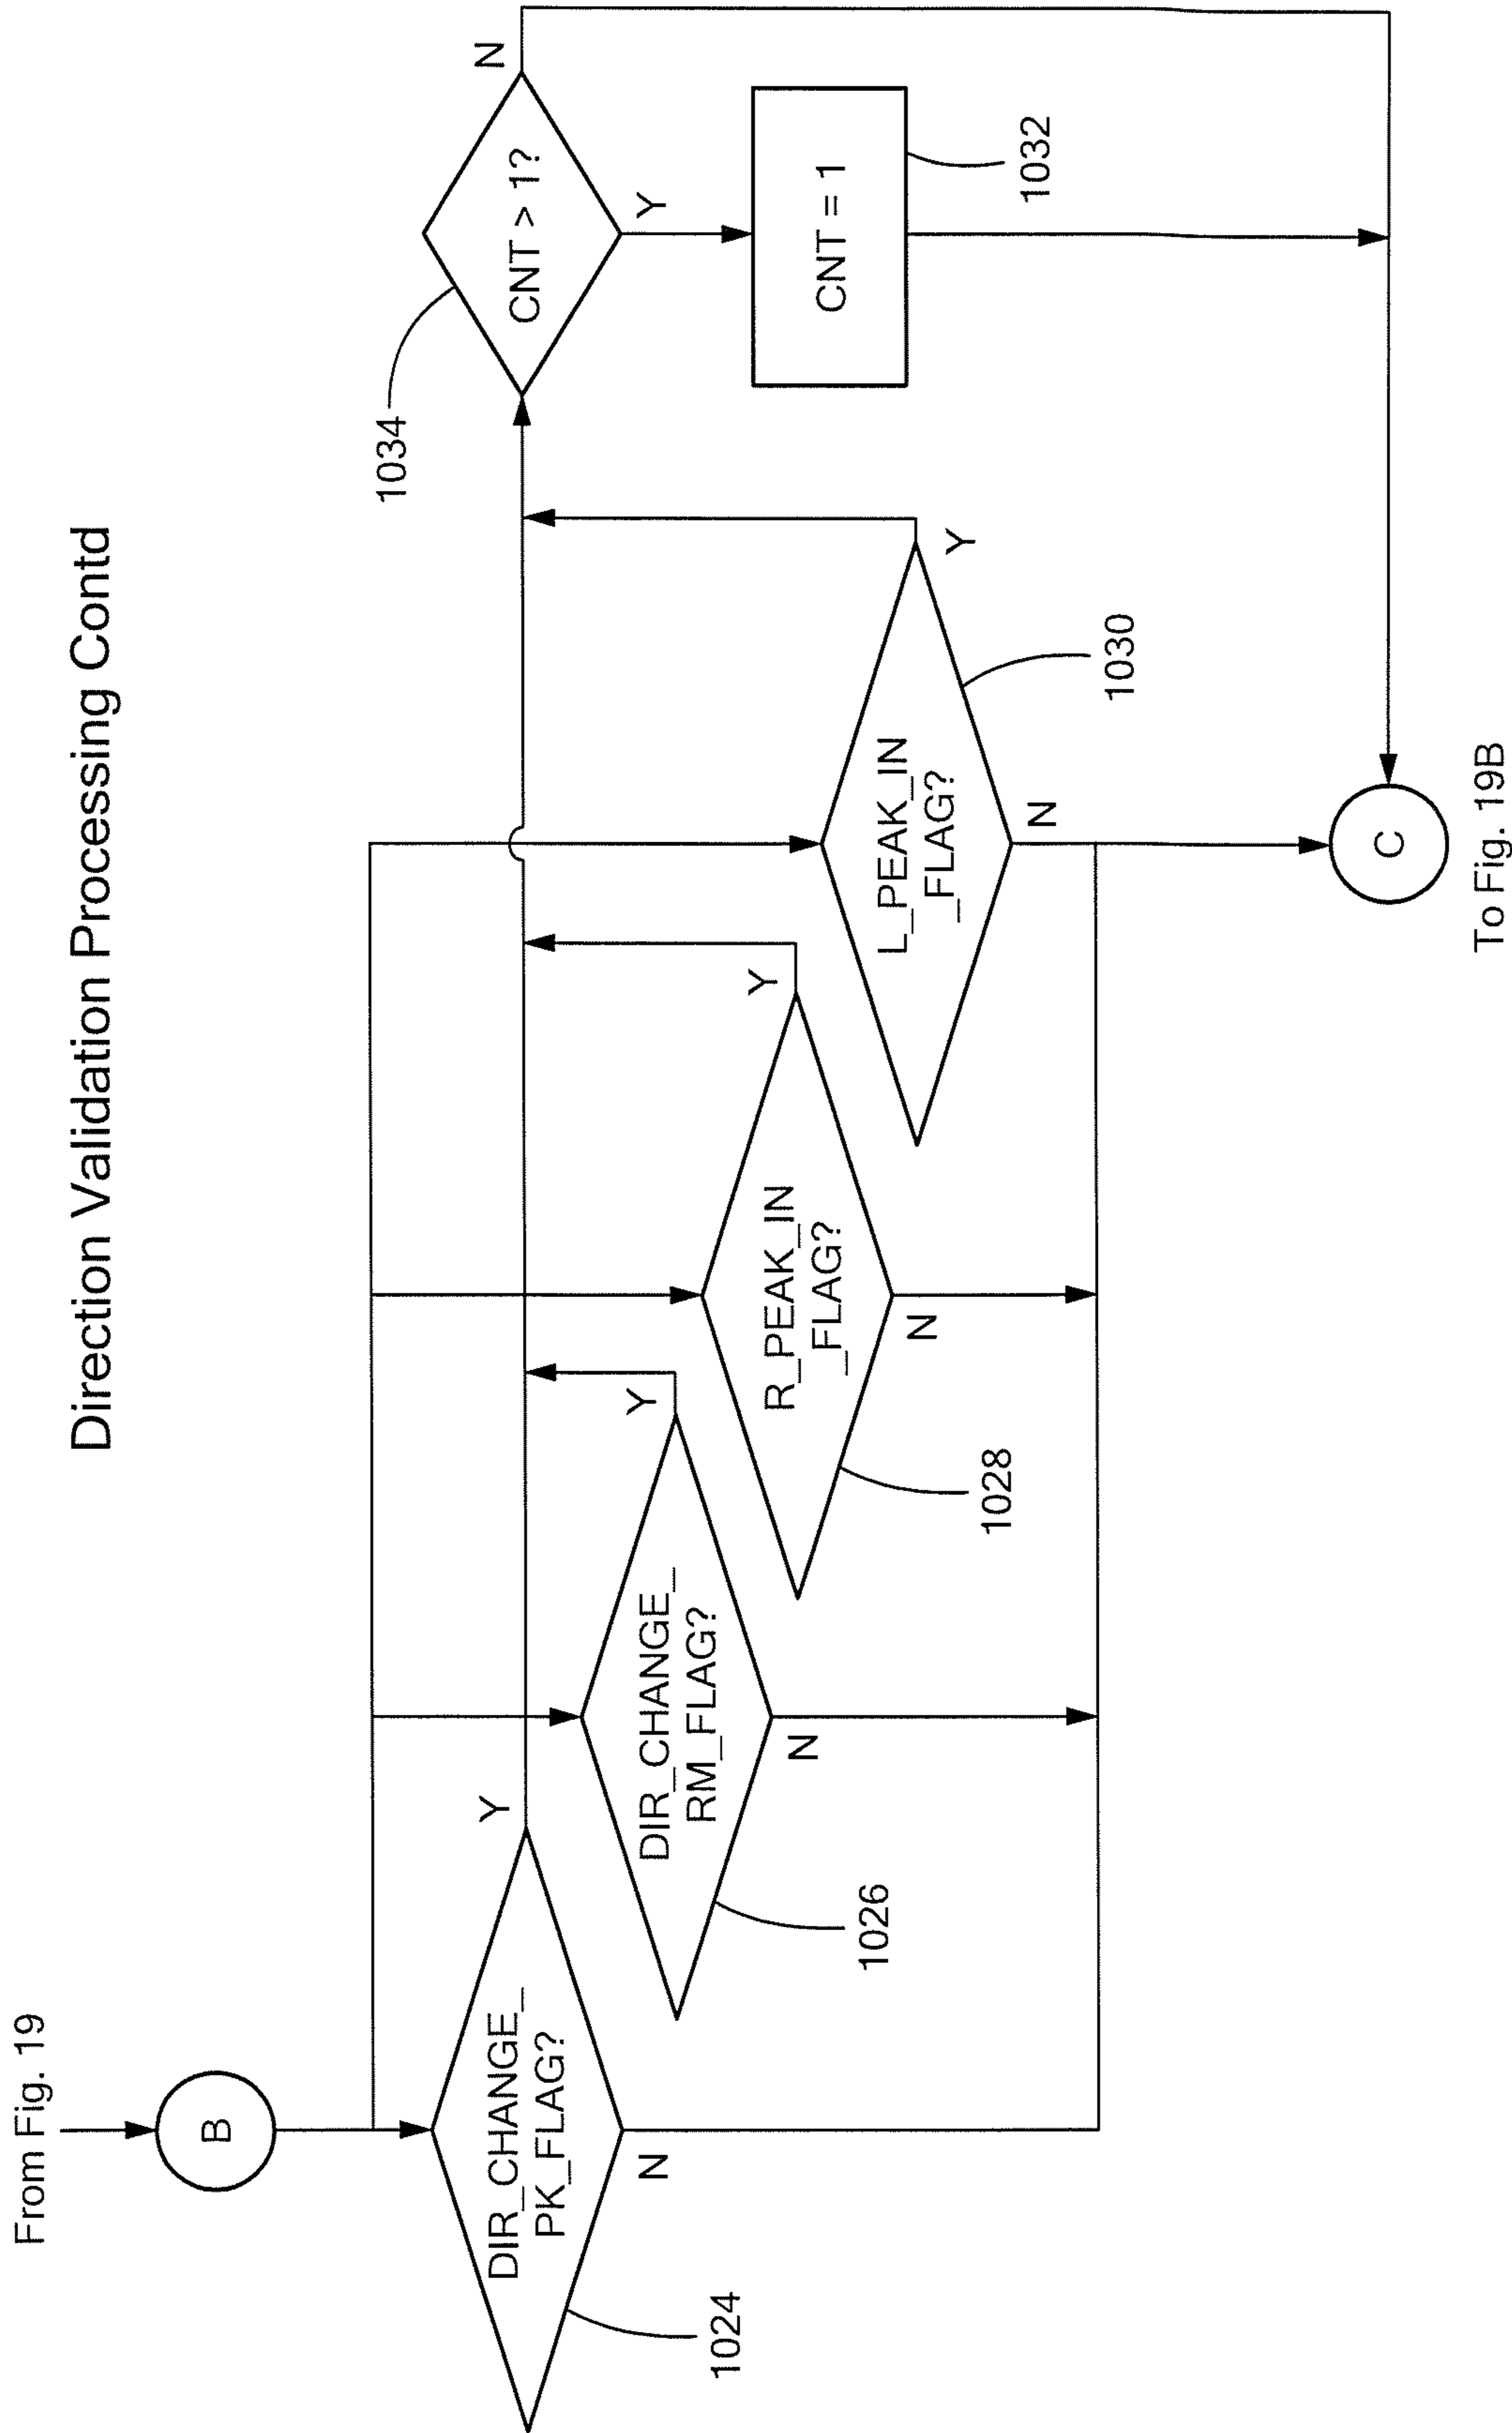 Direction Validation Processing Contd
From Fig. 19
B
DIR_CHANGE_
PK_FLAG?
Y
N
1024
DIR_CHANGE_
RM_FLAG?
Y
N
1026
R_PEAK_IN
_FLAG?
Y
N
1028
L_PEAK_IN
_FLAG?
Y
N
1030
1034
CNT > 1?
N
Y
CNT = 1
1032
C
To Fig. 19B